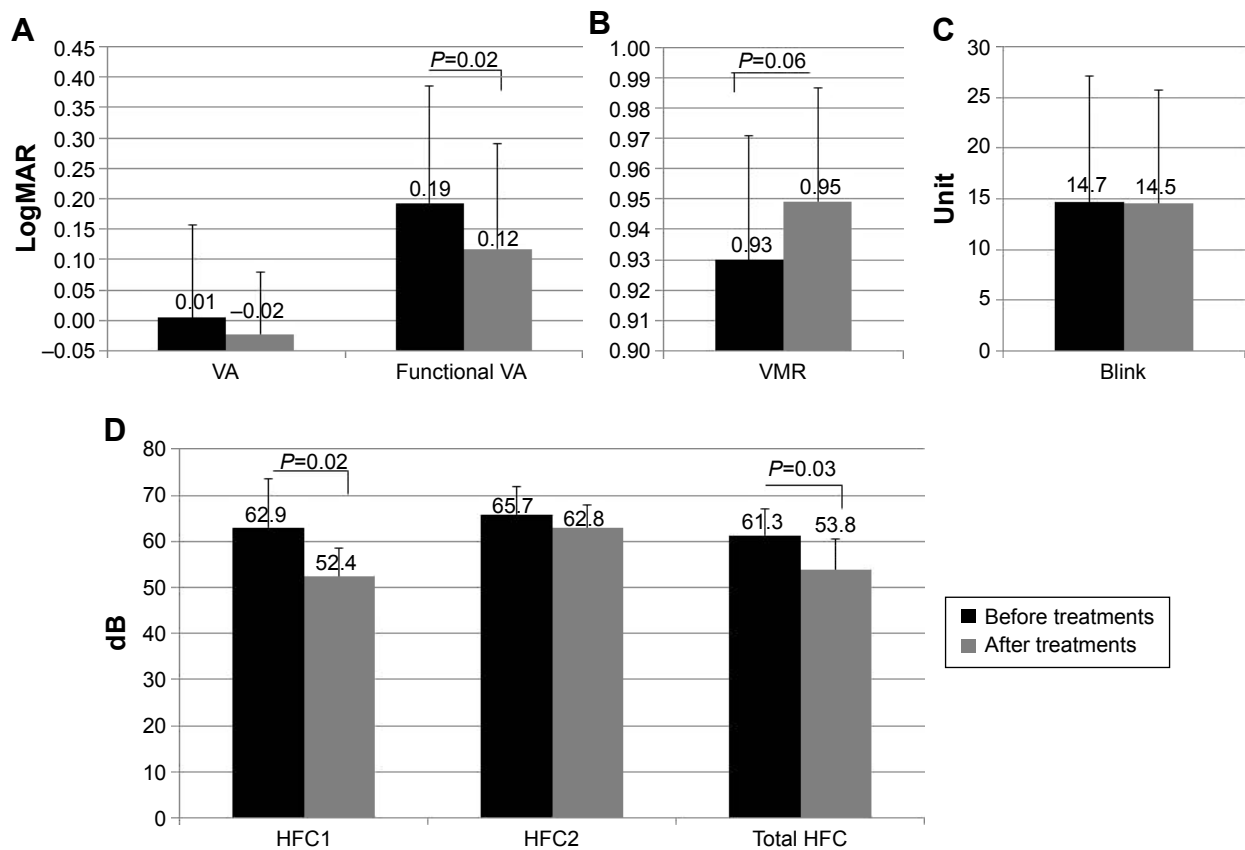 A
LogMAR
0.45
0.40
0.35
0.30
0.25
0.20
0.15
0.10
0.05
0.00
–0.05
P=0.02
0.01
–0.02
0.19
0.12
VA
Functional VA
B
1.00
0.99
0.98
0.97
0.96
0.95
0.94
0.93
0.92
0.91
0.90
P=0.06
0.93
0.95
VMR
C
Unit
30
25
20
15
10
5
0
14.7
14.5
Blink
D
dB
80
70
60
50
40
30
20
10
0
P=0.02
62.9
52.4
65.7
62.8
P=0.03
61.3
53.8
HFC1
HFC2
Total HFC
Before treatments
After treatments